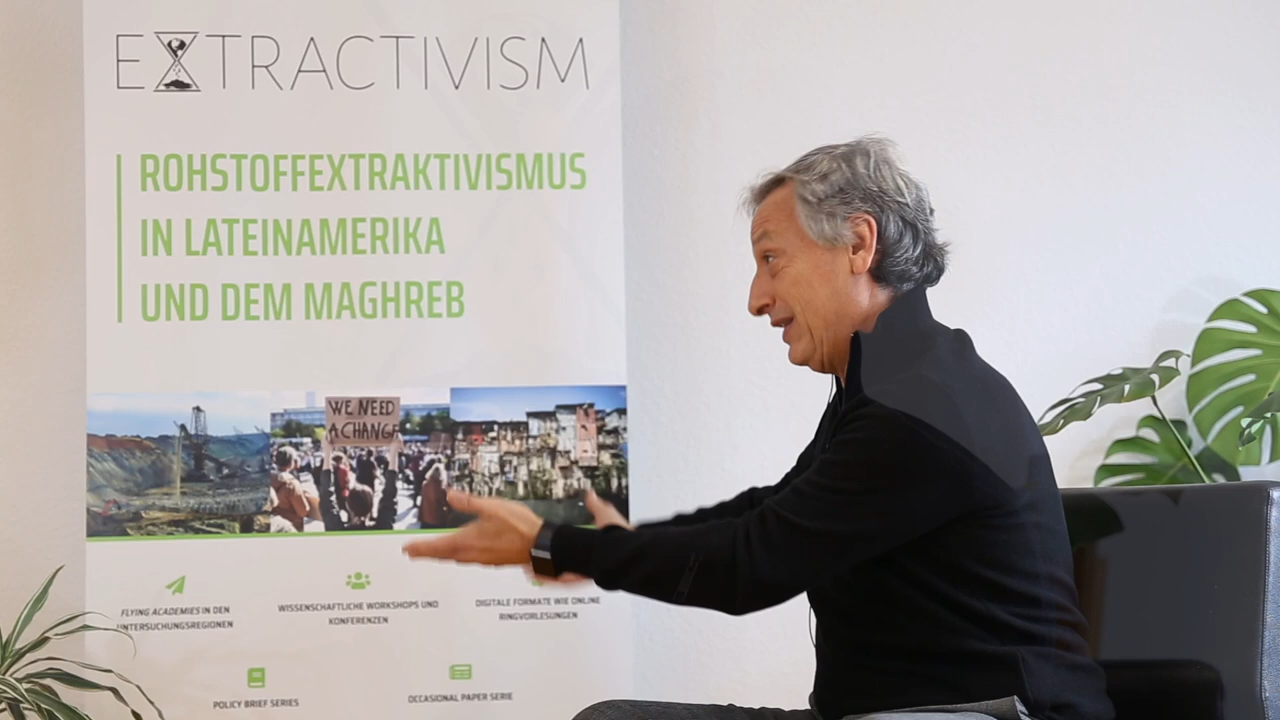 EXTRACTIVISM
ROHSTOFFEXTRAKTIVISMUS
IN LATEINAMERIKA
UND DEM MAGHREB
WE NEED
A CHANGE
FLYING ACADEMIES IN DEN
UNTERSUCHUNGSREGIONEN
WISSENSCHAFTLICHE WORKSHOPS UND
KONFERENZEN
DIGITALE FORMATE WIE ONLINE
RINGVORLESUNGEN
POLICY BRIEF SERIES
OCCASIONAL PAPER SERIE